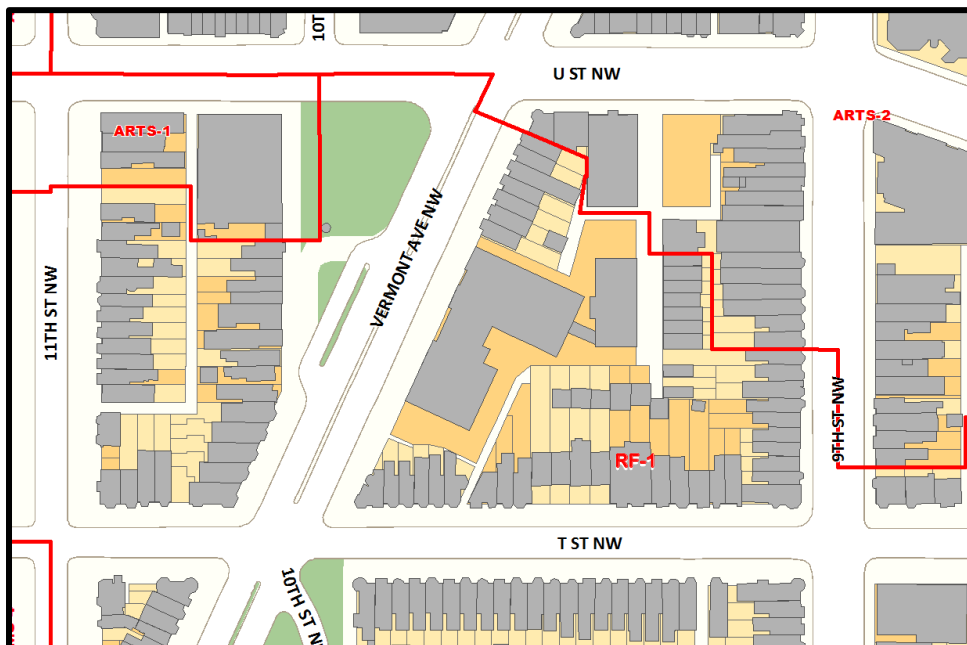 10T
U ST NW
ARTS-2
ARTS-1
VERMONT AVE NW
11TH ST NW
9TH ST NW
RF-1
T ST NW
10TH ST N